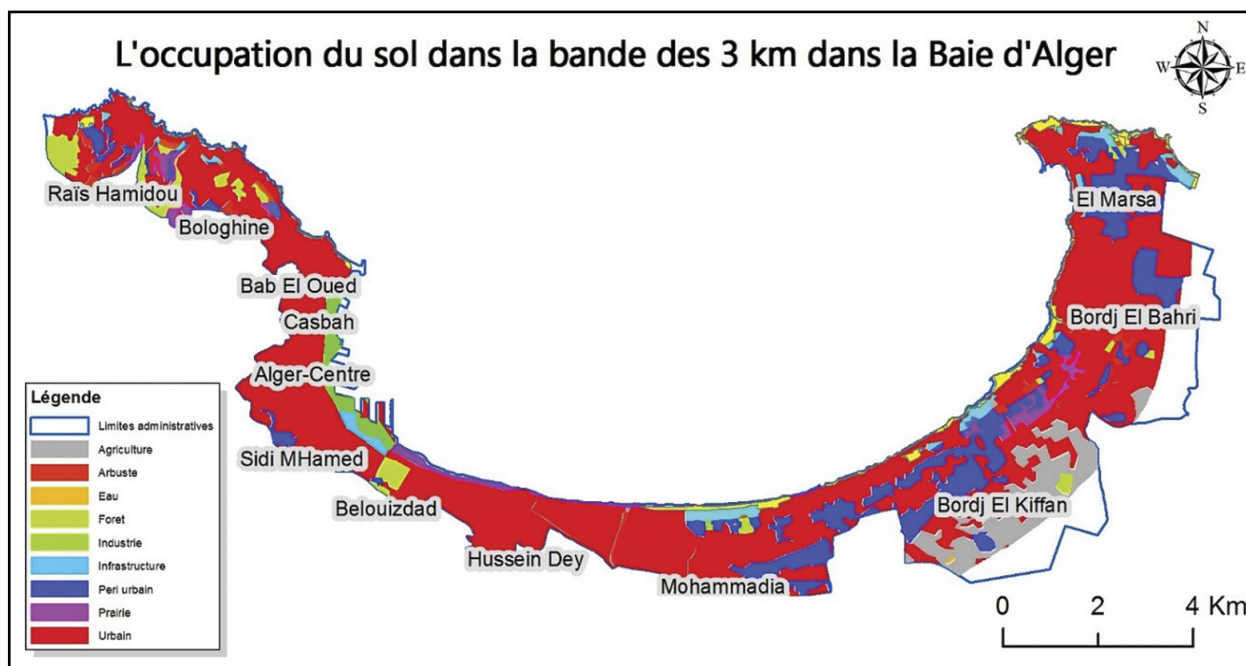 L'occupation du sol dans la bande des 3 km dans la Baie d'Alger
N
W
E
S
Raïs Hamidou
Bologhine
Bab El Oued
Casbah
Alger-Centre
Sidi MHamed
Belouizdad
Hussein Dey
Mohammadia
Bordj El Kiffan
Bordj El Bahri
El Marsa
Légende
Limites administratives
Agriculture
Arbuste
Eau
Foret
Industrie
Infrastructure
Peri urbain
Prairie
Urbain
0 2 4 Km